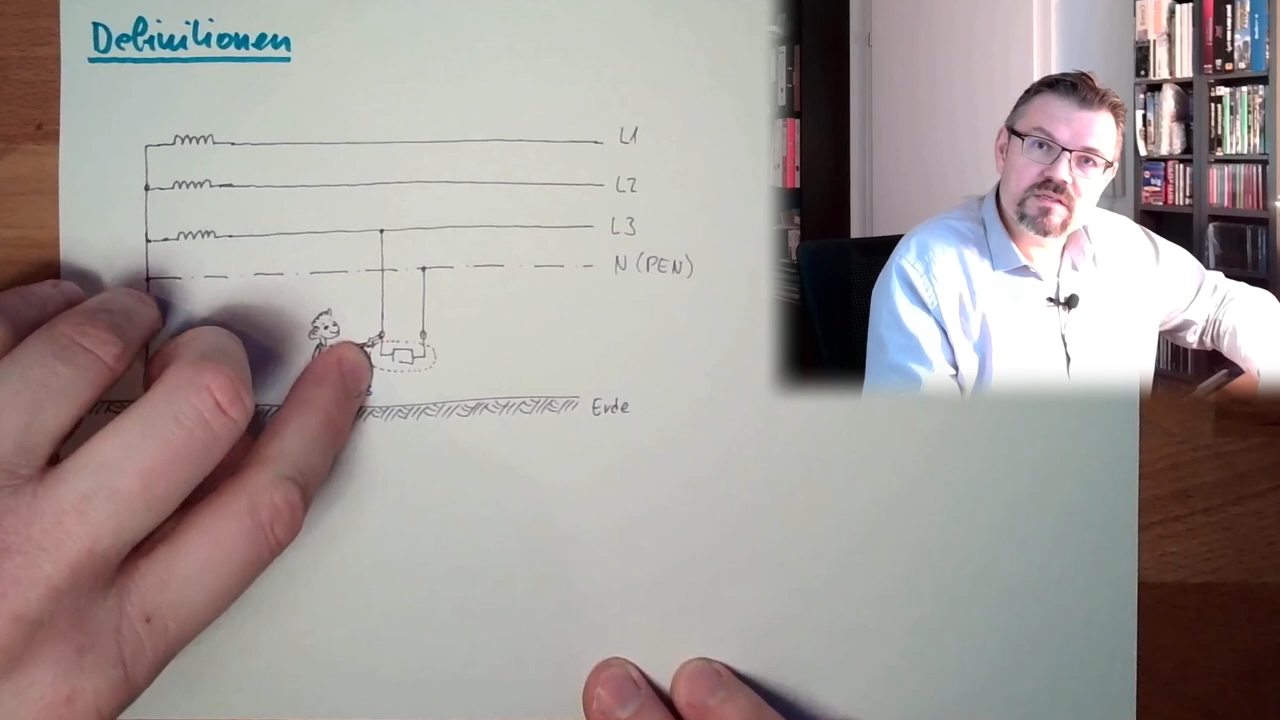 Definitionen
L1
L2
L3
N (PEN)
Erde